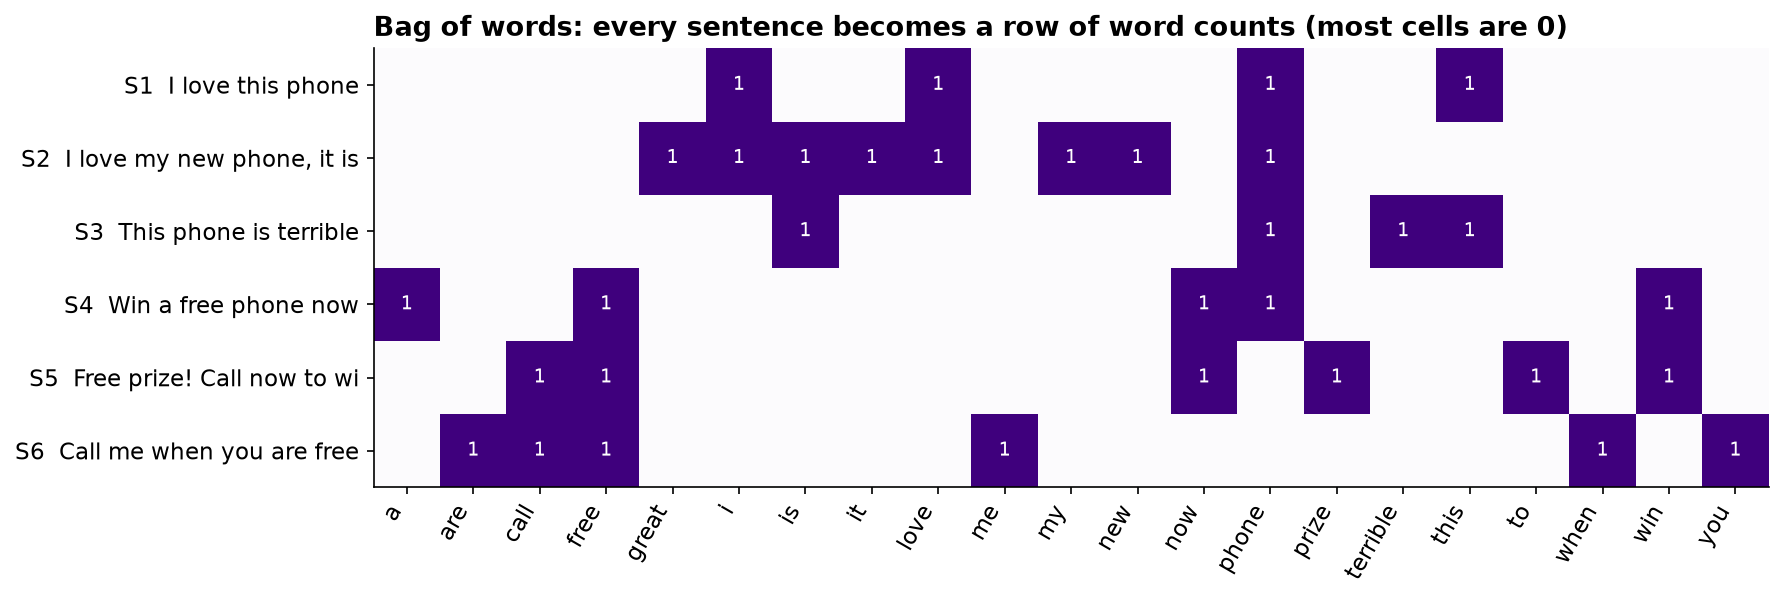 Bag of words: every sentence becomes a row of word counts (most cells are 0)
S1 I love this phone 1 1 1 1
S2 I love my new phone, it is 1 1 1 1 1 1 1 1
S3 This phone is terrible 1 1 1 1
S4 Win a free phone now 1 1 1 1 1
S5 Free prize! Call now to wi 1 1 1 1 1 1
S6 Call me when you are free 1 1 1 1 1 1
a are call free great i is it love me my new now phone prize terrible this to when win you